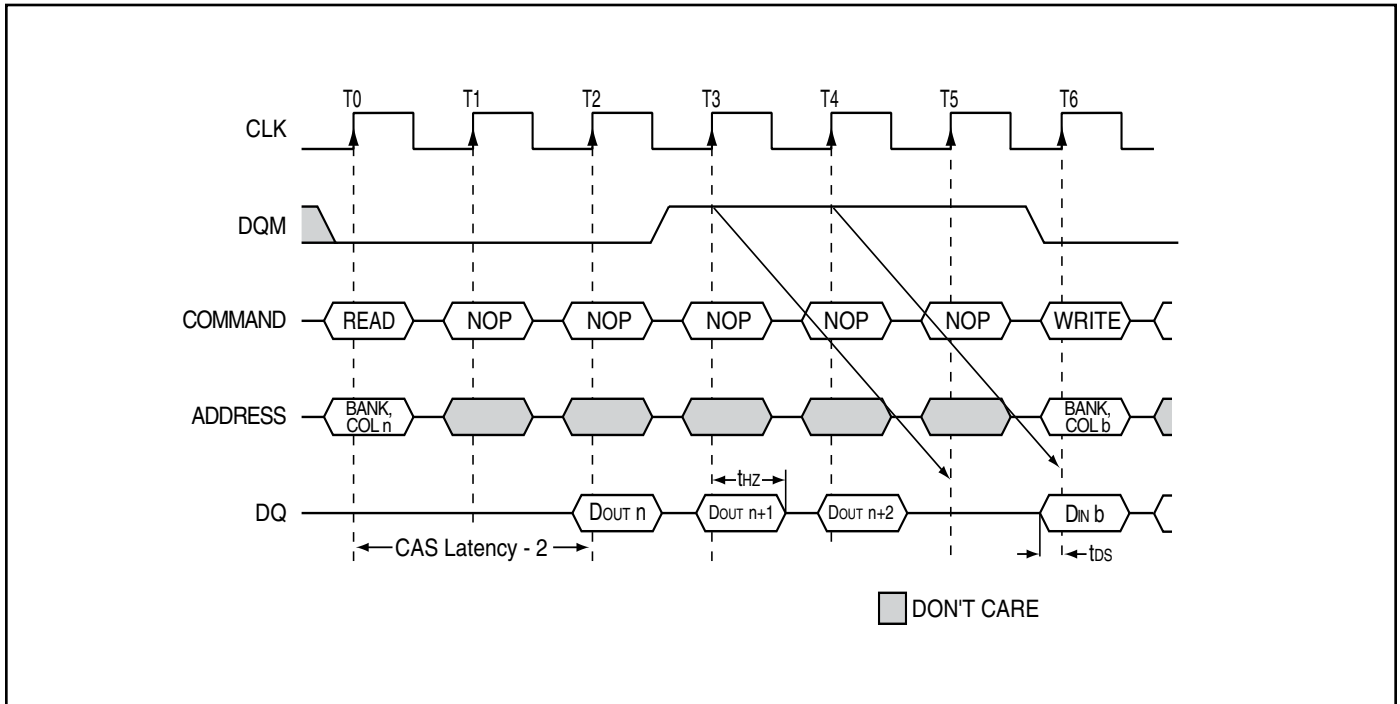 T0 T1 T2 T3 T4 T5 T6
CLK
DQM
COMMAND READ NOP NOP NOP NOP NOP WRITE
ADDRESS BANK, COL n BANK, COL b
tHZ
DQ DOUT n DOUT n+1 DOUT n+2 DIN b
CAS Latency - 2 tDS
DON'T CARE